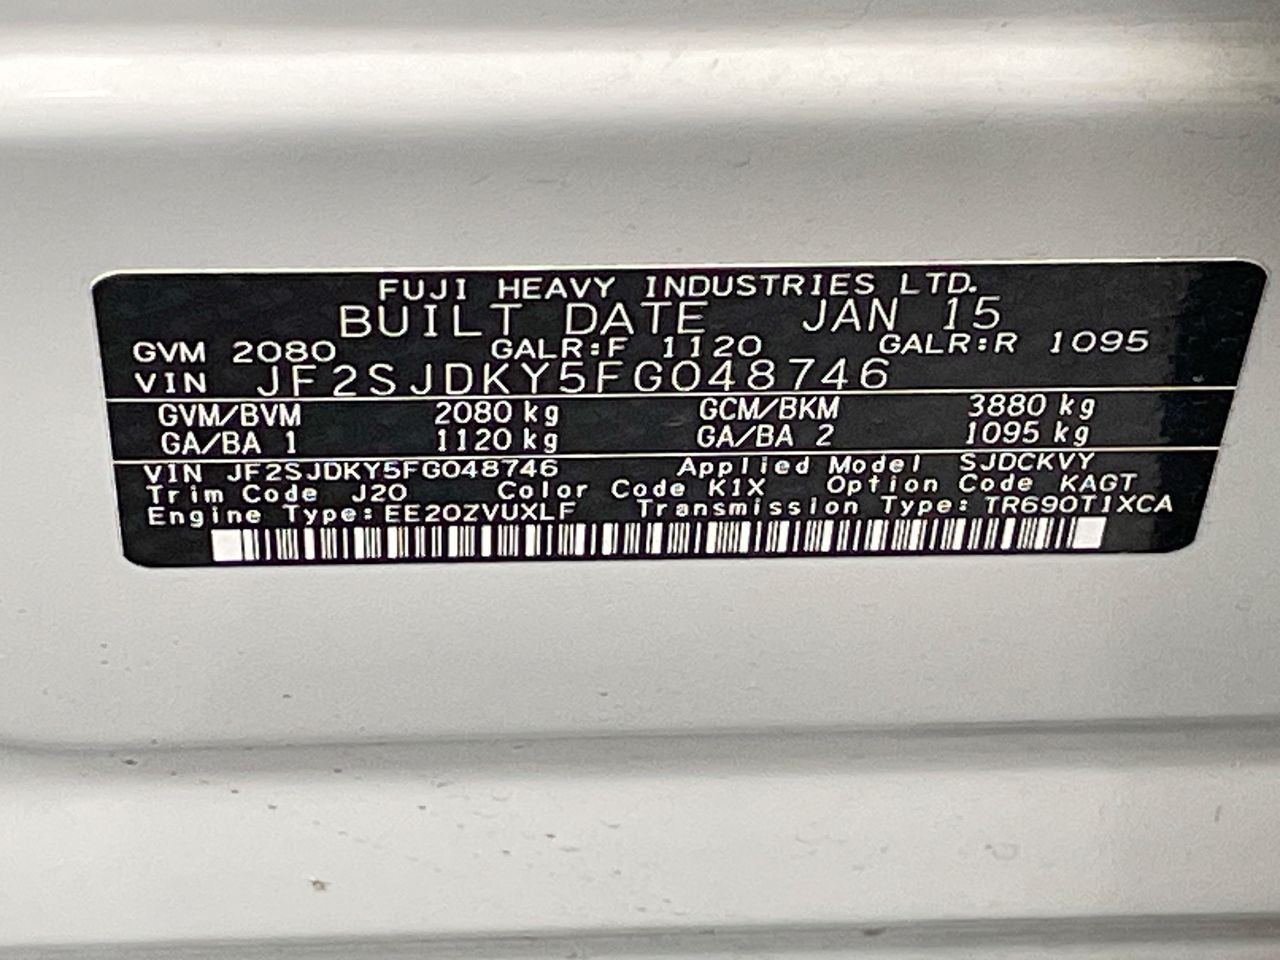 FUJI HEAVY INDUSTRIES LTD.
BUILT DATE JAN 15
GVM 2080 GALR:F 1120 GALR:R 1095
VIN JF2SJDKY5FG048746
GVM/BVM 2080 kg GCM/BKM 3880 kg
GA/BA 1 1120 kg GA/BA 2 1095 kg
VIN JF2SJDKY5FG048746 Applied Model SJDCKVY
Trim Code J20 Color Code K1X Option Code KAGT
Engine Type: EE20ZVUXLF Transmission Type: TR690T1XCA